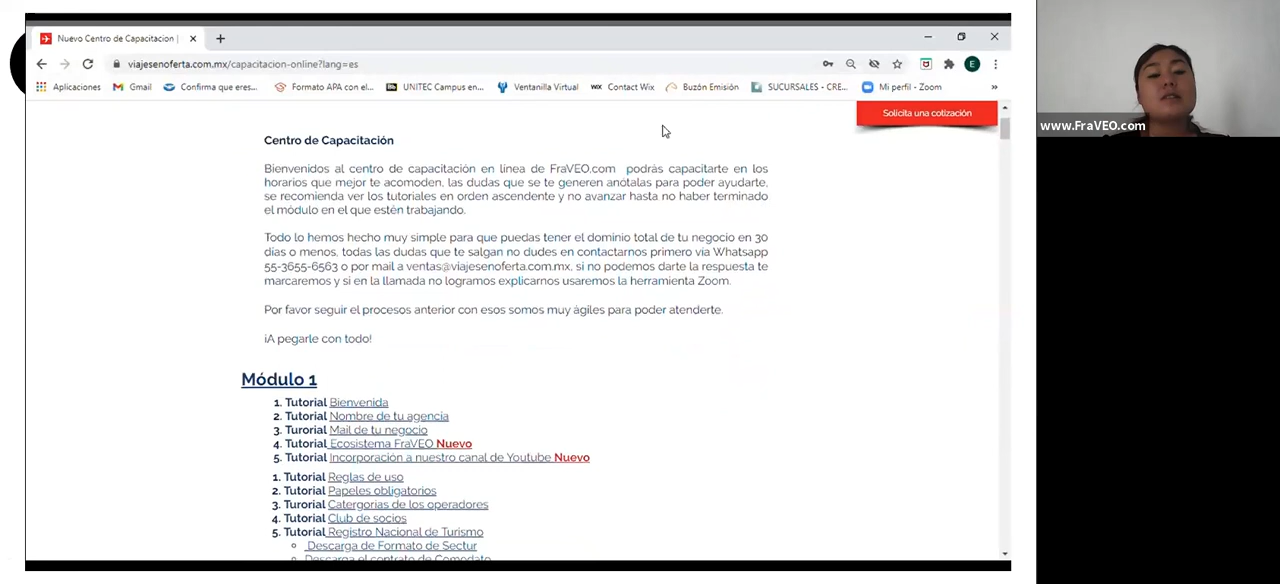 Nuevo Centro de Capacitacion |
viajesenoferta.com.mx/capacitacion-online?lang=es
E
Aplicaciones Gmail Confirma que eres... Formato APA con el... UNITEC Campus en... Ventanilla Virtual WIX Contact Wix Buzón Emisión SUCURSALES - CRE... Mi perfil - Zoom »
Solicita una cotización
www.FraVEO.com
Centro de Capacitación
Bienvenidos al centro de capacitación en línea de FraVEO.com podrás capacitarte en los
horarios que mejor te acomoden, las dudas que se te generen anótalas para poder ayudarte,
se recomienda ver los tutoriales en orden ascendente y no avanzar hasta no haber terminado
el módulo en el que estén trabajando.
Todo lo hemos hecho muy simple para que puedas tener el dominio total de tu negocio en 30
días o menos, todas las dudas que te salgan no dudes en contactarnos primero vía Whatsapp
55-3655-6563 o por mail a ventas@viajesenoferta.com.mx, si no podemos darte la respuesta te
marcaremos y si en la llamada no logramos explicarnos usaremos la herramienta Zoom.
Por favor seguir el procesos anterior con esos somos muy ágiles para poder atenderte.
¡A pegarle con todo!
Módulo 1
1. Tutorial Bienvenida
2. Tutorial Nombre de tu agencia
3. Turorial Mail de tu negocio
4. Tutorial Ecosistema FraVEO Nuevo
5. Tutorial Incorporación a nuestro canal de Youtube Nuevo
1. Tutorial Reglas de uso
2. Tutorial Papeles obligatorios
3. Turorial Catergorias de los operadores
4. Tutorial Club de socios
5. Tutorial Registro Nacional de Turismo
Descarga de Formato de Sectur
Descarga el contrato de Comodato